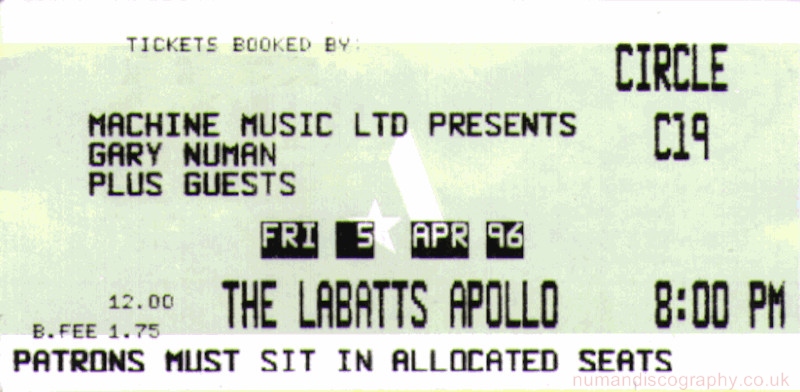 TICKETS BOOKED BY:
CIRCLE
C19
MACHINE MUSIC LTD PRESENTS
GARY NUMAN
PLUS GUESTS
FRI 5 APR 96
12.00
THE LABATTS APOLLO 8:00 PM
B.FEE 1.75
PATRONS MUST SIT IN ALLOCATED SEATS
numandiscography.co.uk